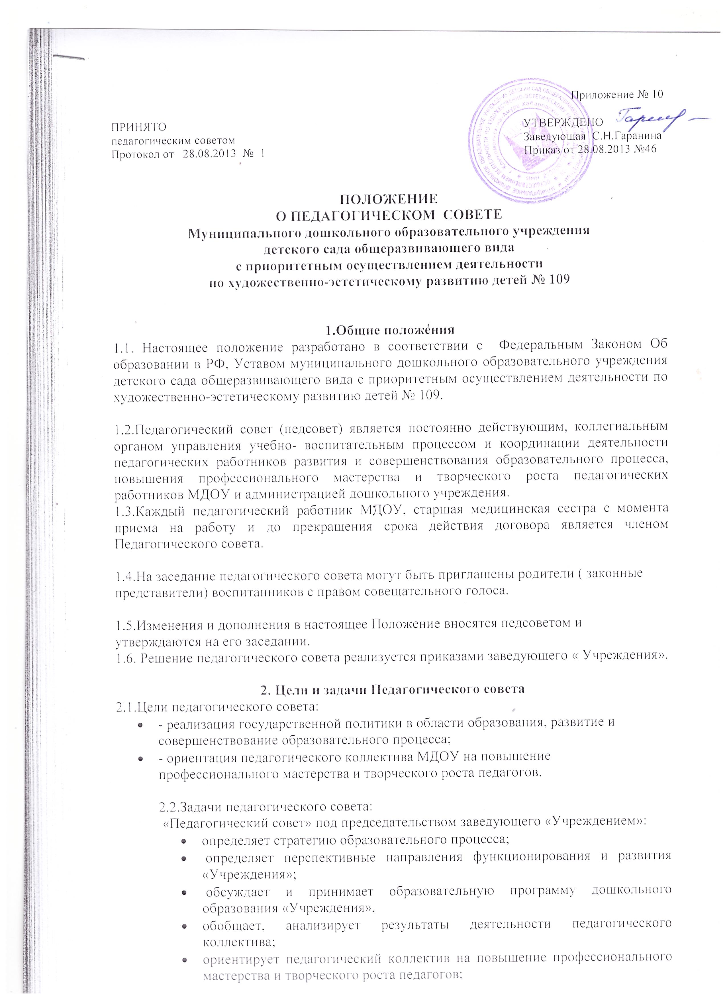 Приложение № 10
ПРИНЯТО
педагогическим советом
Протокол от 28.08.2013 № 1
УТВЕРЖДЕНО
Заведующая С.Н.Гаранина
Приказ от 28.08.2013 №46
ПОЛОЖЕНИЕ
О ПЕДАГОГИЧЕСКОМ СОВЕТЕ
Муниципального дошкольного образовательного учреждения
детского сада общеразвивающего вида
с приоритетным осуществлением деятельности
по художественно-эстетическому развитию детей № 109
1.Общие положения
1.1. Настоящее положение разработано в соответствии с Федеральным Законом Об
образовании в РФ, Уставом муниципального дошкольного образовательного учреждения
детского сада общеразвивающего вида с приоритетным осуществлением деятельности по
художественно-эстетическому развитию детей № 109.
1.2.Педагогический совет (педсовет) является постоянно действующим, коллегиальным
органом управления учебно- воспитательным процессом и координации деятельности
педагогических работников развития и совершенствования образовательного процесса,
повышения профессионального мастерства и творческого роста педагогических
работников МДОУ и администрацией дошкольного учреждения.
1.3.Каждый педагогический работник МДОУ, старшая медицинская сестра с момента
приема на работу и до прекращения срока действия договора является членом
Педагогического совета.
1.4.На заседание педагогического совета могут быть приглашены родители ( законные
представители) воспитанников с правом совещательного голоса.
1.5.Изменения и дополнения в настоящее Положение вносятся педсоветом и
утверждаются на его заседании.
1.6. Решение педагогического совета реализуется приказами заведующего « Учреждения».
2. Цели и задачи Педагогического совета
2.1.Цели педагогического совета:
• - реализация государственной политики в области образования, развитие и
совершенствование образовательного процесса;
• - ориентация педагогического коллектива МДОУ на повышение
профессионального мастерства и творческого роста педагогов.
2.2.Задачи педагогического совета:
«Педагогический совет» под председательством заведующего «Учреждением»:
• определяет стратегию образовательного процесса;
• определяет перспективные направления функционирования и развития
«Учреждения»;
• обсуждает и принимает образовательную программу дошкольного
образования «Учреждения»,
• обобщает, анализирует результаты деятельности педагогического
коллектива;
• ориентирует педагогический коллектив на повышение профессионального
мастерства и творческого роста педагогов;